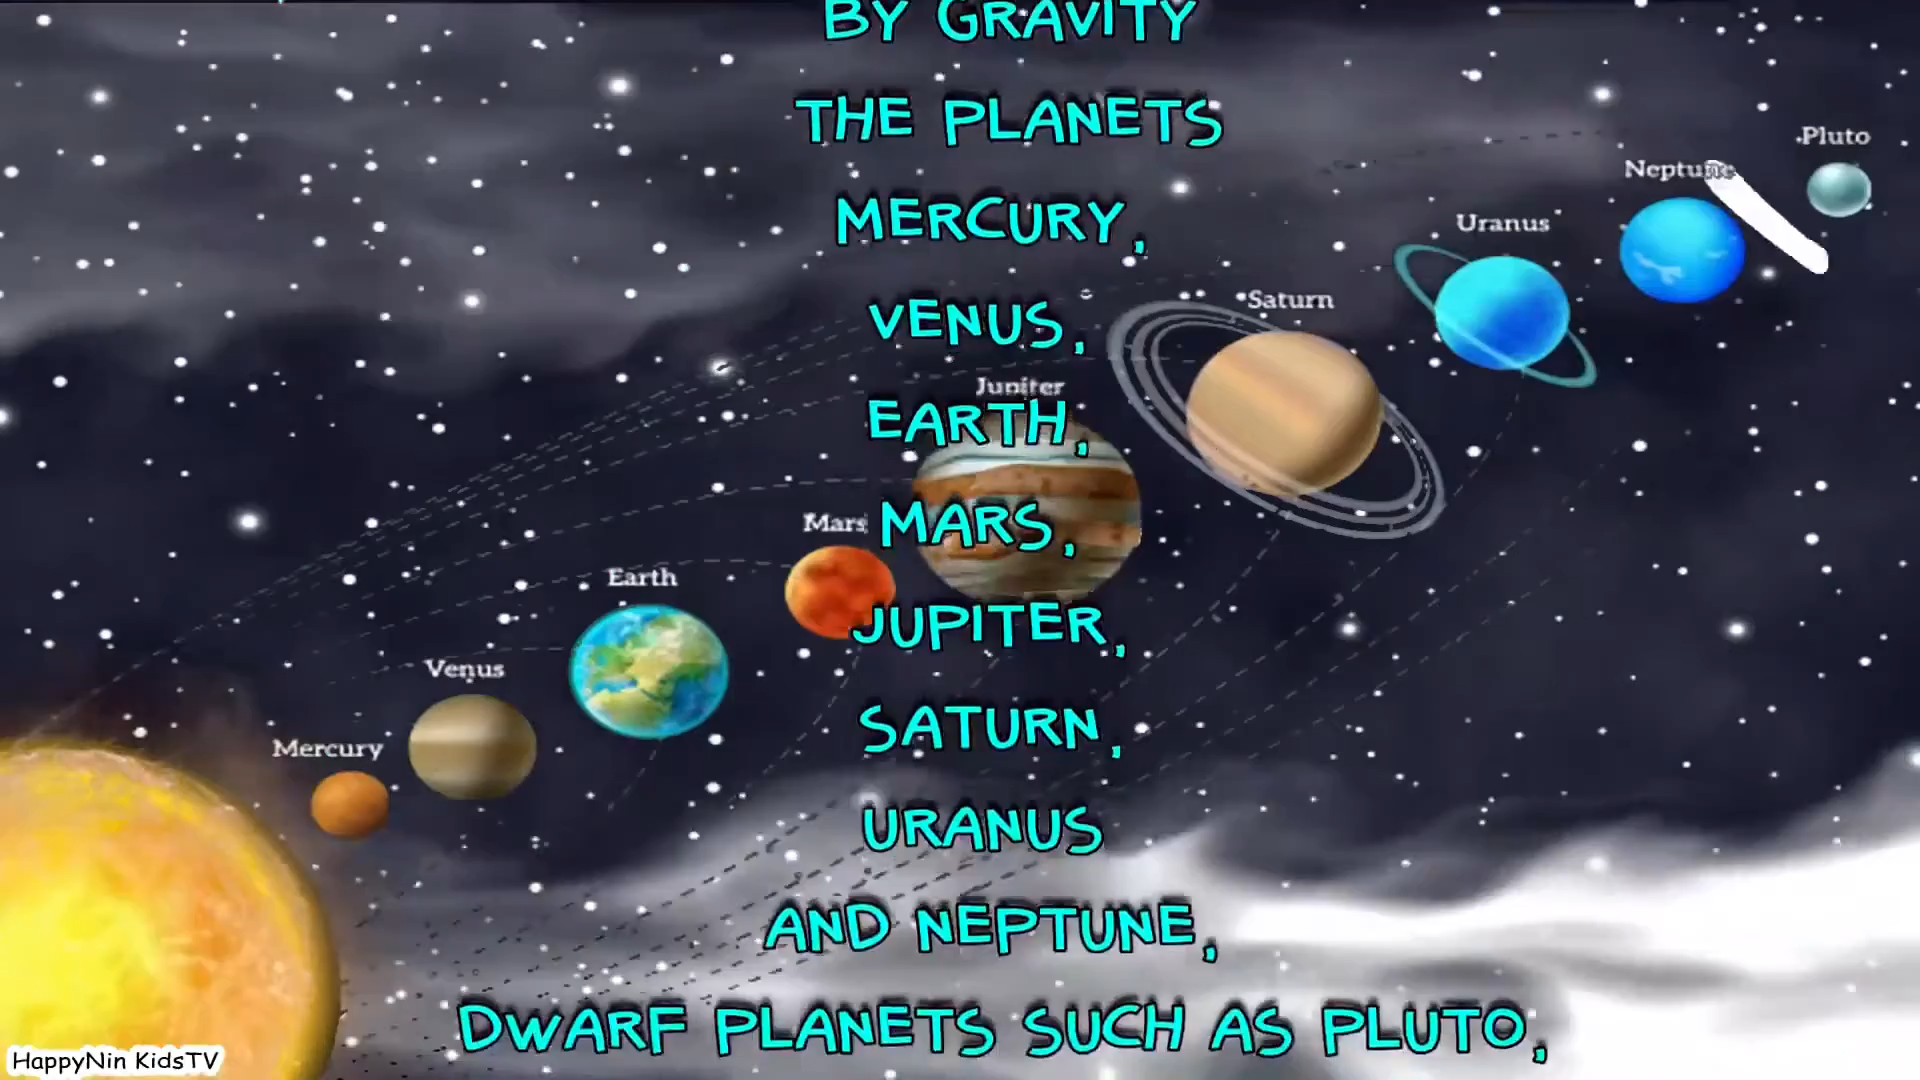 BY GRAVITY
THE PLANETS
MERCURY,
VENUS,
EARTH,
MARS,
JUPITER,
SATURN,
URANUS
AND NEPTUNE,
DWARF PLANETS SUCH AS PLUTO,
Pluto
Neptune
Uranus
Saturn
Jupiter
Mars
Earth
Venus
Mercury
HappyNin KidsTV